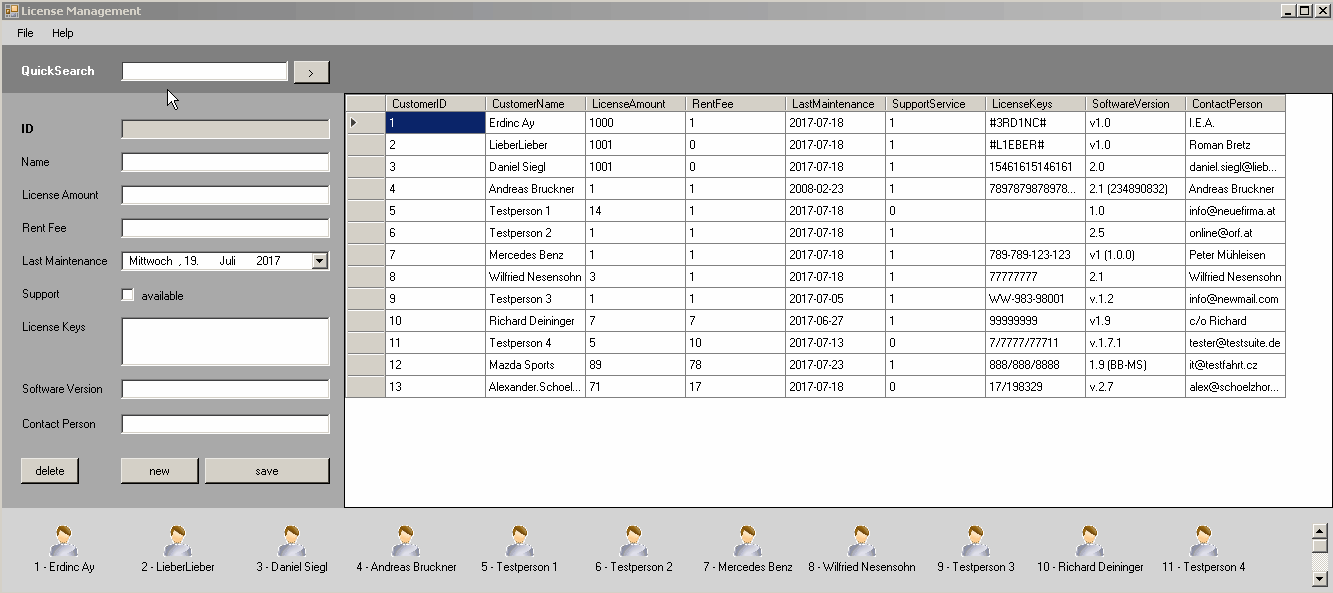 License Management
File Help
QuickSearch >
ID
Name
License Amount
Rent Fee
Last Maintenance Mittwoch , 19. Juli 2017
Support available
License Keys
Software Version
Contact Person
delete new save
CustomerID CustomerName LicenseAmount RentFee LastMaintenance SupportService LicenseKeys SoftwareVersion ContactPerson
1 Erdinc Ay 1000 1 2017-07-18 1 #3RD1NC# v1.0 I.E.A.
2 LieberLieber 1001 0 2017-07-18 1 #L1EBER# v1.0 Roman Bretz
3 Daniel Siegl 1001 0 2017-07-18 1 15461615146161 2.0 daniel.siegl@lieb...
4 Andreas Bruckner 1 1 2008-02-23 1 7897879878978... 2.1 (234890832) Andreas Bruckner
5 Testperson 1 14 1 2017-07-18 0 1.0 info@neuefirma.at
6 Testperson 2 1 1 2017-07-18 1 2.5 online@orf.at
7 Mercedes Benz 1 1 2017-07-18 1 789-789-123-123 v1 (1.0.0) Peter Mühleisen
8 Wilfried Nesensohn 3 1 2017-07-18 1 77777777 2.1 Wilfried Nesensohn
9 Testperson 3 1 1 2017-07-05 1 WW-983-98001 v.1.2 info@newmail.com
10 Richard Deininger 7 7 2017-06-27 1 99999999 v1.9 c/o Richard
11 Testperson 4 5 10 2017-07-13 0 7/7777/77711 v.1.7.1 tester@testsuite.de
12 Mazda Sports 89 78 2017-07-23 1 888/888/8888 1.9 (BB-MS) it@testfahrt.cz
13 Alexander.Schoel... 71 17 2017-07-18 0 17/198329 v.2.7 alex@schoelzhor...
1 - Erdinc Ay 2 - LieberLieber 3 - Daniel Siegl 4 - Andreas Bruckner 5 - Testperson 1 6 - Testperson 2 7 - Mercedes Benz 8 - Wilfried Nesensohn 9 - Testperson 3 10 - Richard Deininger 11 - Testperson 4